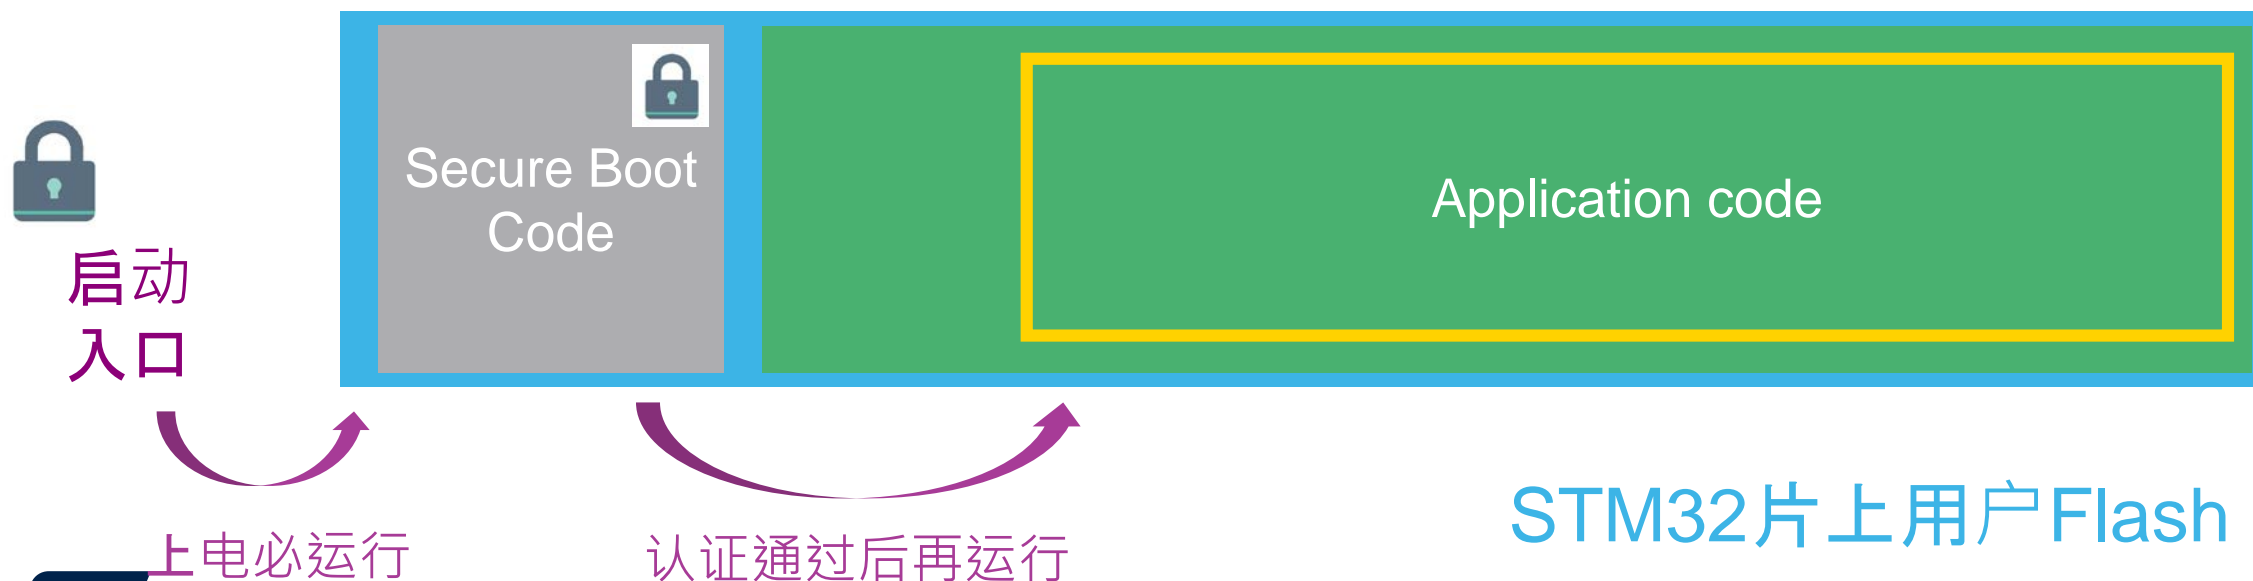 Secure Boot
Code
Application code
启动
入口
STM32片上用户Flash
上电必运行
认证通过后再运行